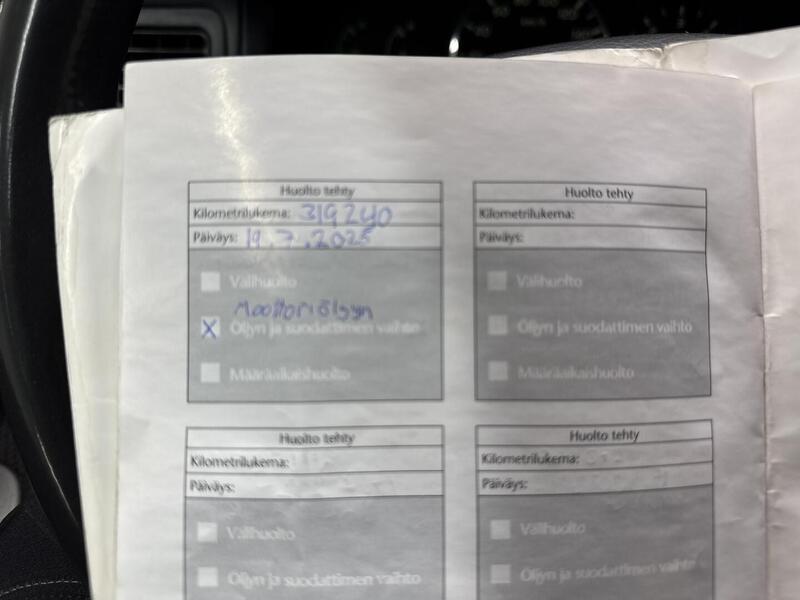 Huolto tehty
Kilometrilukema: 319240
Päiväys: 19.7.2025
Välihuolto
Moottoriöljyn
X Öljyn ja suodattimen vaihto
Määräaikaishuolto
Huolto tehty
Kilometrilukema:
Päiväys:
Välihuolto
Öljyn ja suodattimen vaihto
Määräaikaishuolto
Huolto tehty
Kilometrilukema:
Päiväys:
Välihuolto
Öljyn ja suodattimen vaihto
Huolto tehty
Kilometrilukema:
Päiväys:
Välihuolto
Öljyn ja suodattimen vaihto